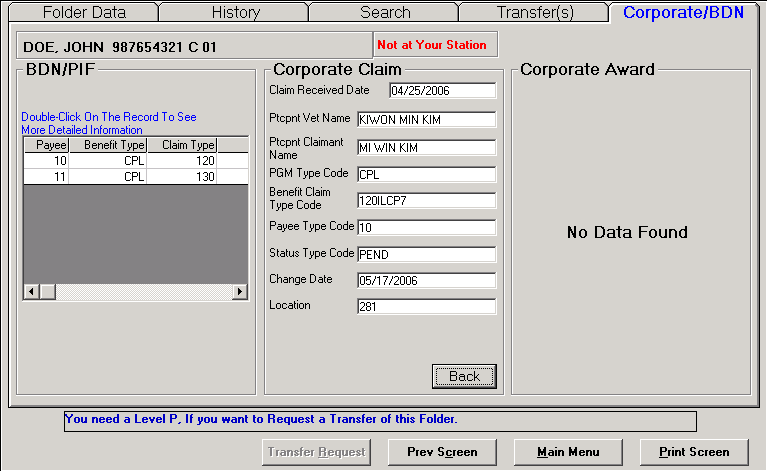 Folder Data History Search Transfer(s) Corporate/BDN
DOE, JOHN 987654321 C 01 Not at Your Station
BDN/PIF
Double-Click On The Record To See
More Detailed Information
Payee Benefit Type Claim Type
10 CPL 120
11 CPL 130
Corporate Claim
Claim Received Date 04/25/2006
Ptcpnt Vet Name KIWON MIN KIM
Ptcpnt Claimant
Name MI WIN KIM
PGM Type Code CPL
Benefit Claim
Type Code 120ILCP7
Payee Type Code 10
Status Type Code PEND
Change Date 05/17/2006
Location 281
Back
Corporate Award
No Data Found
You need a Level P, If you want to Request a Transfer of this Folder.
Transfer Request Prev Screen Main Menu Print Screen